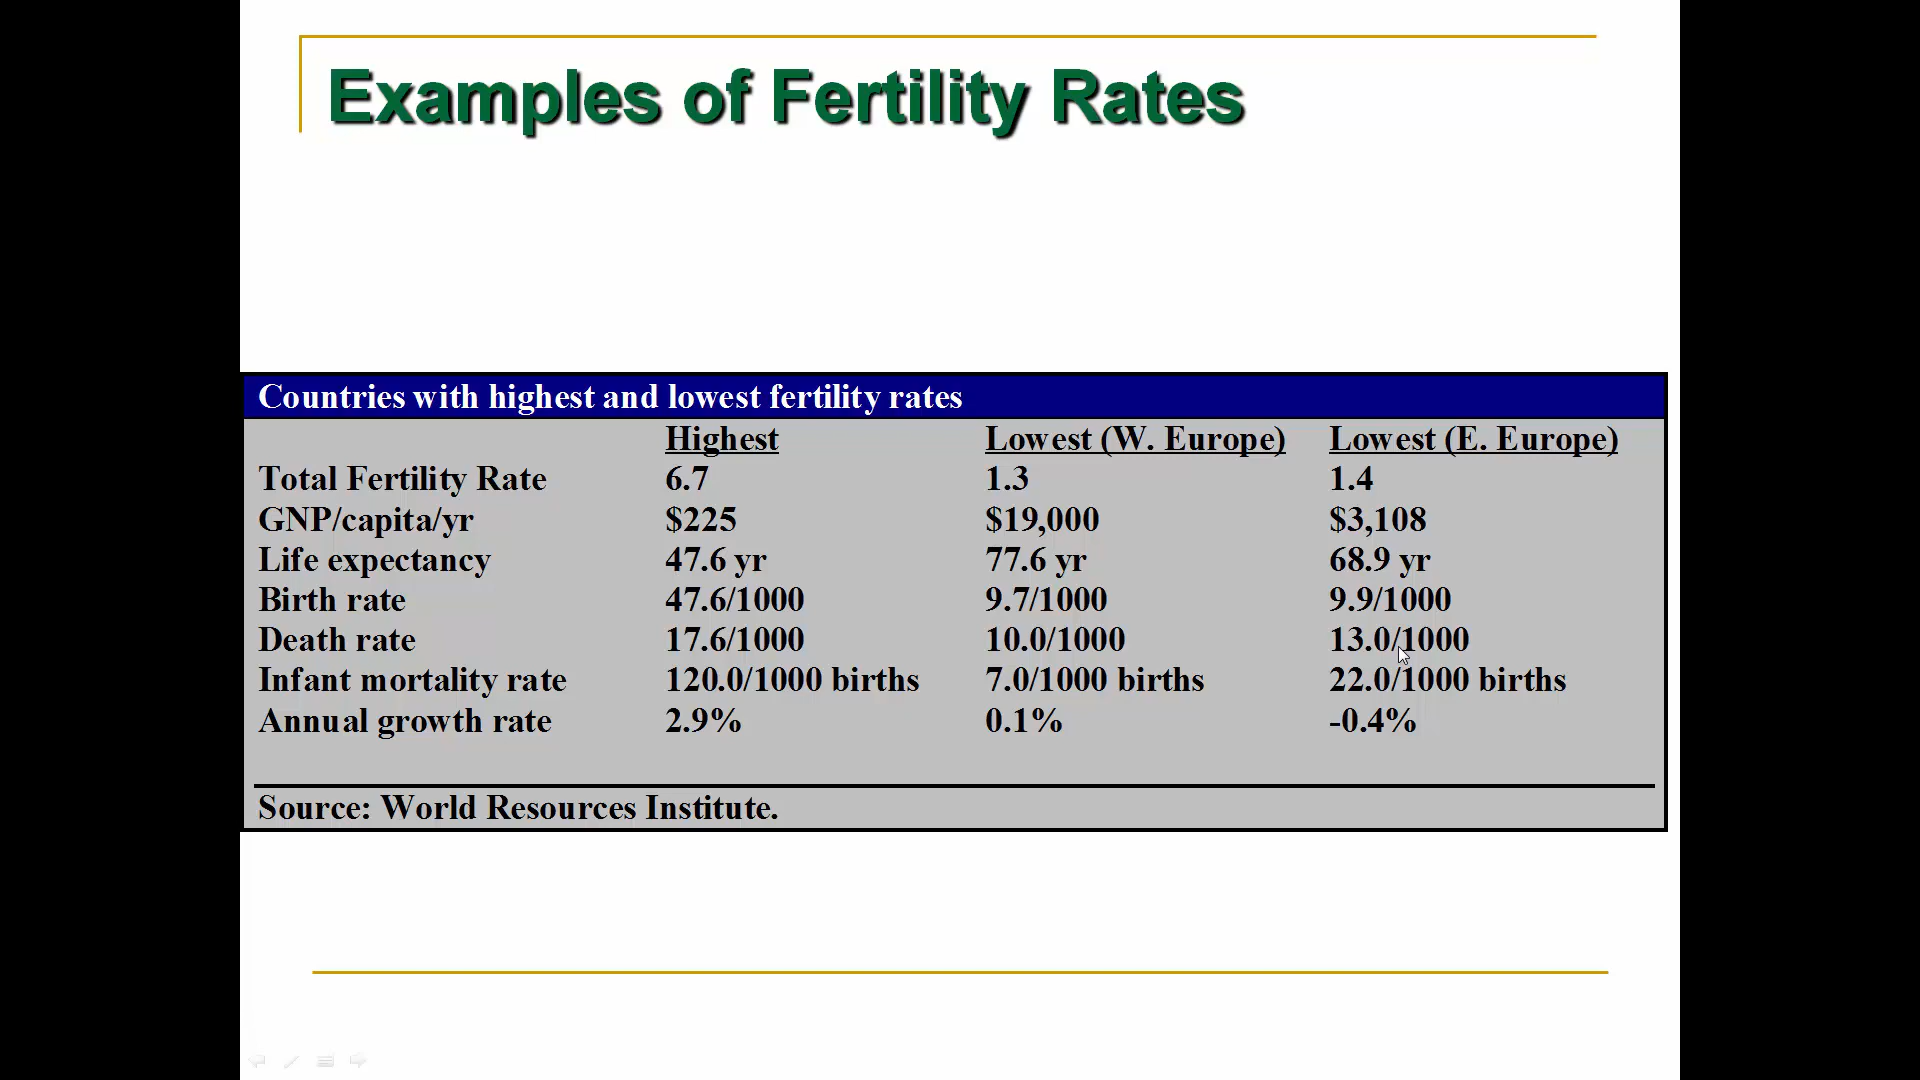 Examples of Fertility Rates
Countries with highest and lowest fertility rates
Highest Lowest (W. Europe) Lowest (E. Europe)
Total Fertility Rate 6.7 1.3 1.4
GNP/capita/yr $225 $19,000 $3,108
Life expectancy 47.6 yr 77.6 yr 68.9 yr
Birth rate 47.6/1000 9.7/1000 9.9/1000
Death rate 17.6/1000 10.0/1000 13.0/1000
Infant mortality rate 120.0/1000 births 7.0/1000 births 22.0/1000 births
Annual growth rate 2.9% 0.1% -0.4%
Source: World Resources Institute.